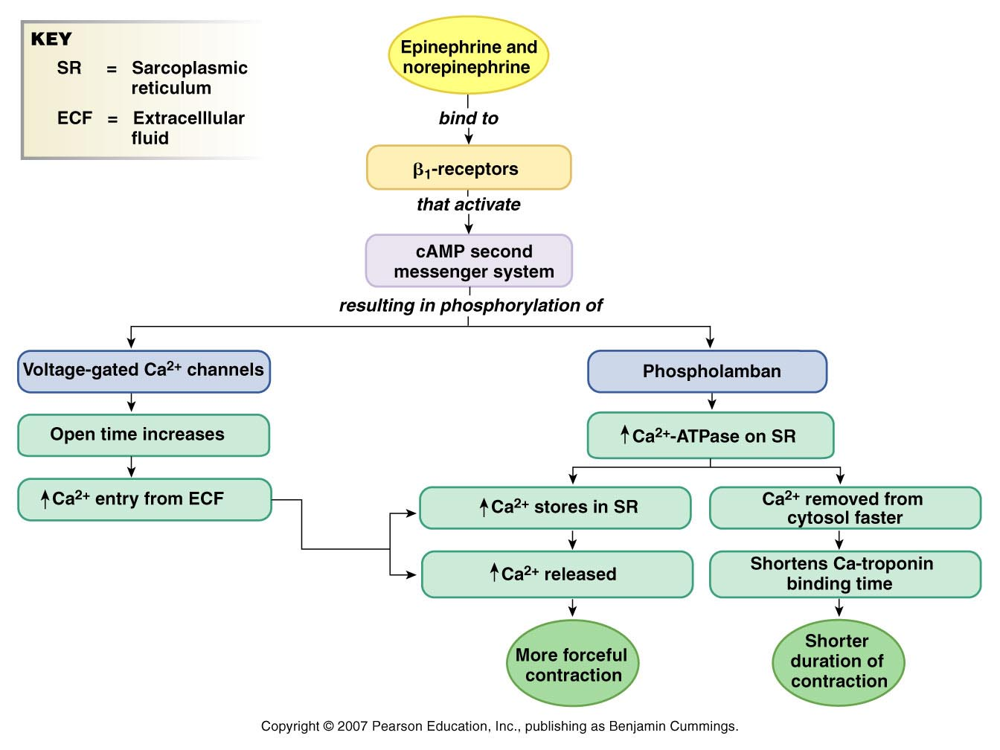 KEY
SR = Sarcoplasmic
reticulum
ECF = Extracelllular
fluid
Epinephrine and
norepinephrine
bind to
β1-receptors
that activate
cAMP second
messenger system
resulting in phosphorylation of
Voltage-gated Ca2+ channels
Open time increases
↑Ca2+ entry from ECF
Phospholamban
↑Ca2+-ATPase on SR
↑Ca2+ stores in SR
↑Ca2+ released
More forceful
contraction
Ca2+ removed from
cytosol faster
Shortens Ca-troponin
binding time
Shorter
duration of
contraction
Copyright © 2007 Pearson Education, Inc., publishing as Benjamin Cummings.